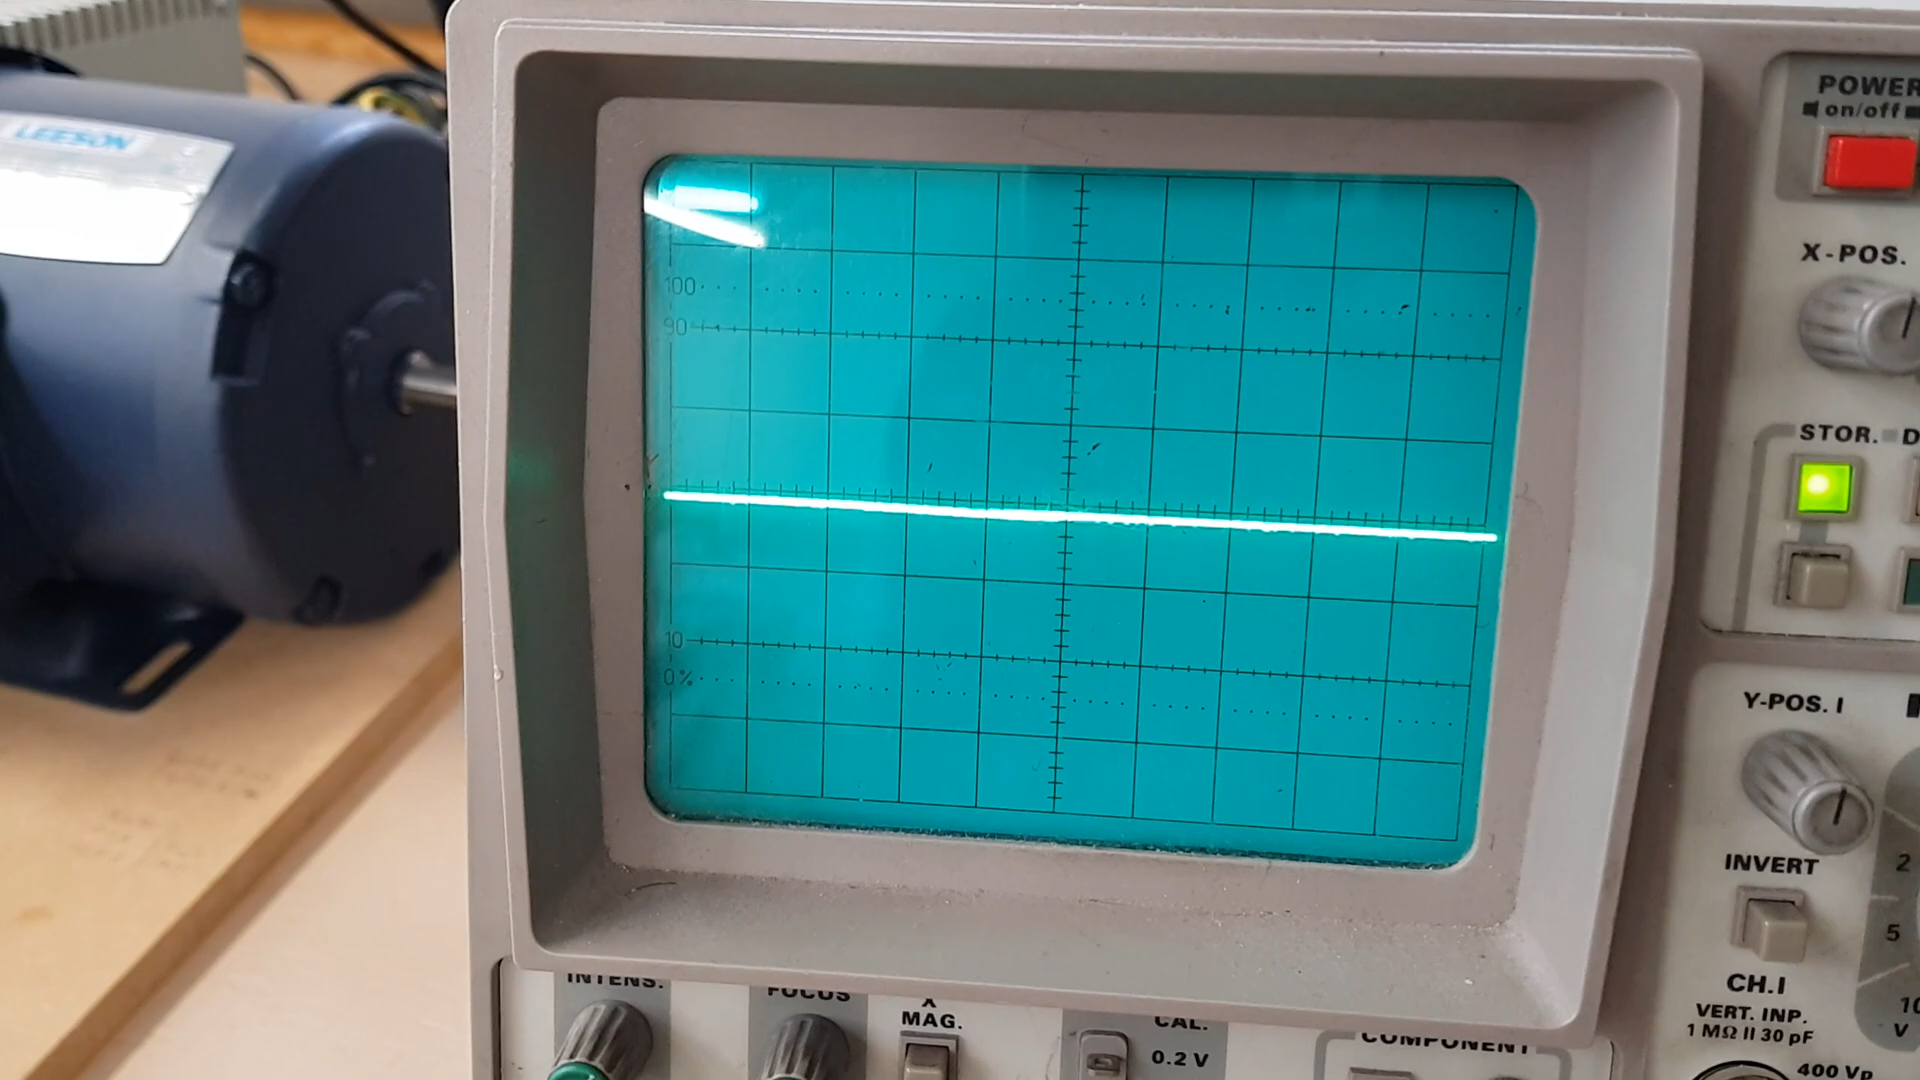 LEESON
100
90
10
0%
POWER
on/off
X-POS.
STOR.
D
Y-POS. I
INVERT
2
5
10
V
CH.I
VERT. INP.
1 MΩ II 30 pF
400 Vp
INTENS.
FOCUS
X
MAG.
CAL.
0.2 V
COMPONENT